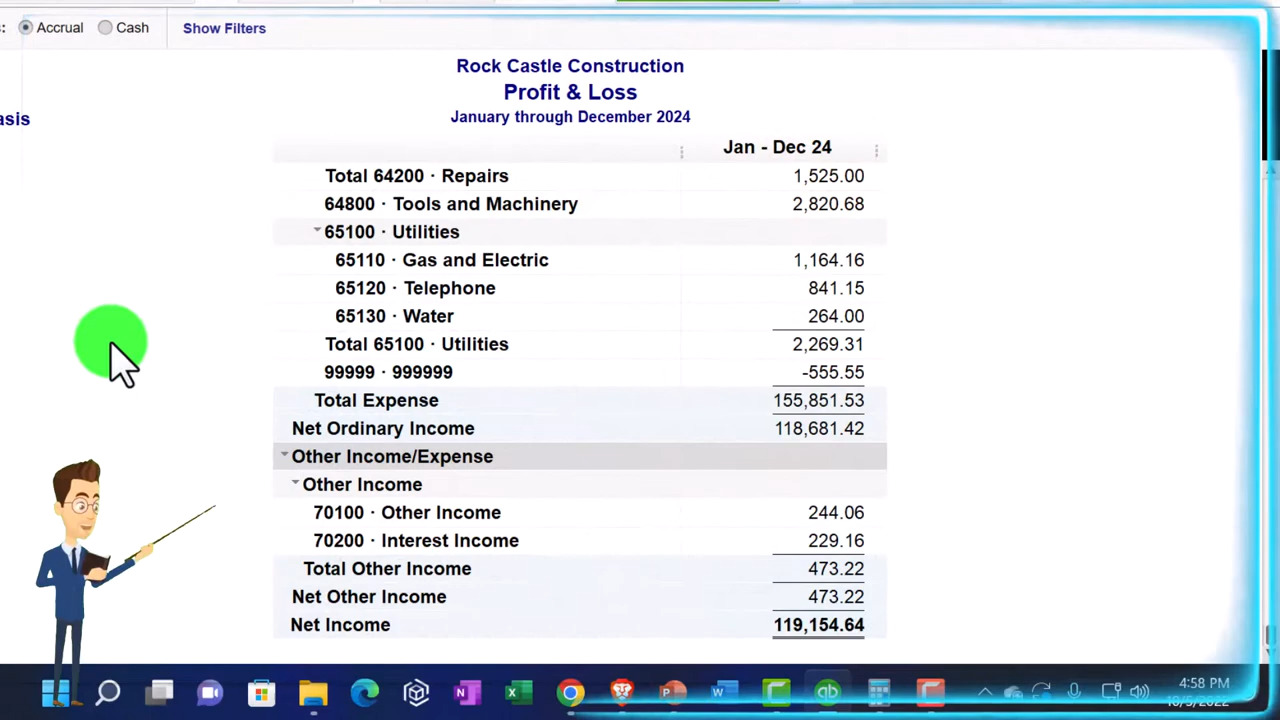 : Accrual Cash Show Filters
Rock Castle Construction
Profit & Loss
asis
January through December 2024
Jan - Dec 24
Total 64200 · Repairs 1,525.00
64800 · Tools and Machinery 2,820.68
65100 · Utilities
65110 · Gas and Electric 1,164.16
65120 · Telephone 841.15
65130 · Water 264.00
Total 65100 · Utilities 2,269.31
99999 · 999999 -555.55
Total Expense 155,851.53
Net Ordinary Income 118,681.42
Other Income/Expense
Other Income
70100 · Other Income 244.06
70200 · Interest Income 229.16
Total Other Income 473.22
Net Other Income 473.22
Net Income 119,154.64
4:58 PM
10/5/2022